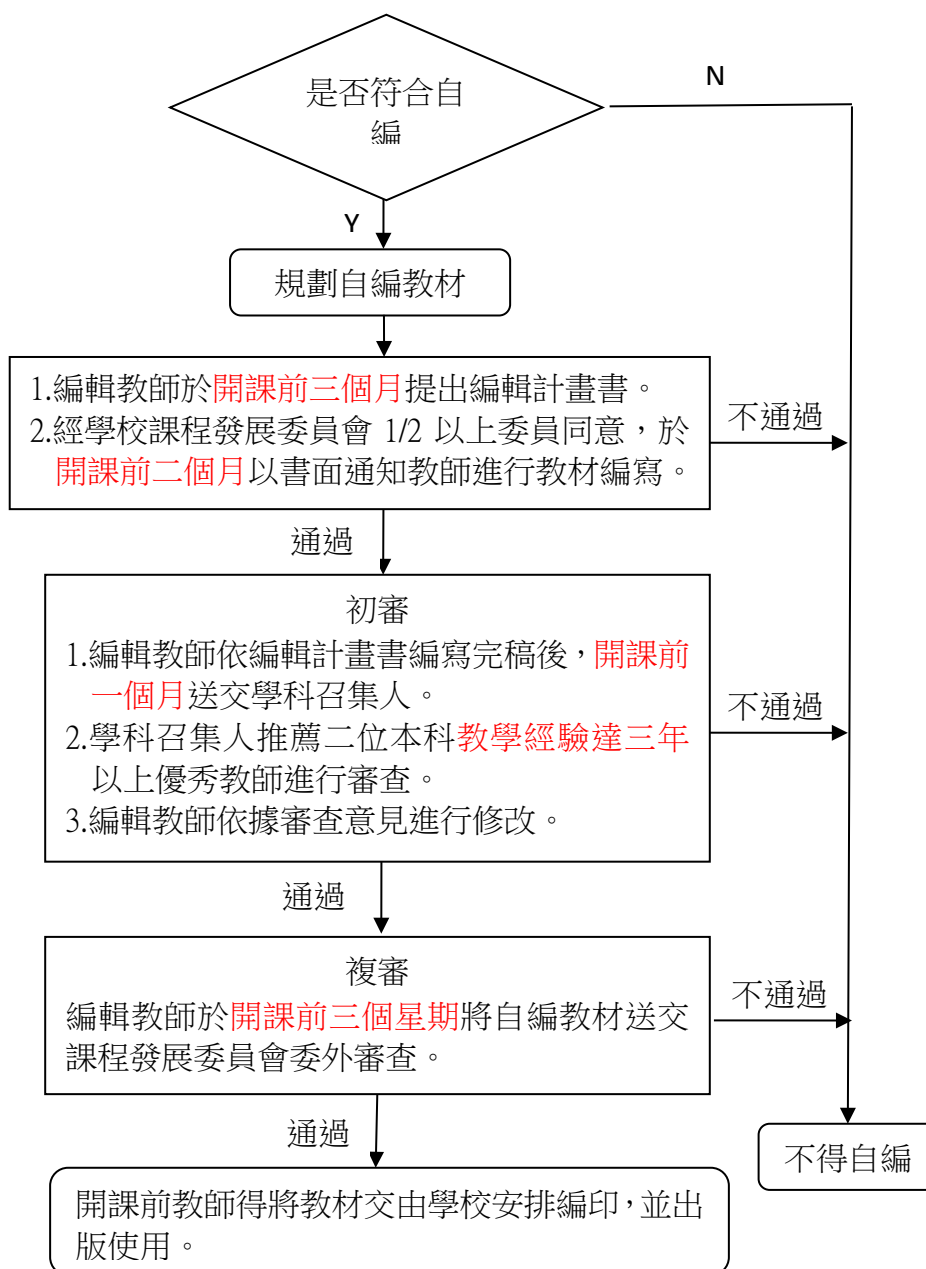 是否符合自
編
N
Y
規劃自編教材
1.編輯教師於開課前三個月提出編輯計畫書。
2.經學校課程發展委員會 1/2 以上委員同意，於
開課前二個月以書面通知教師進行教材編寫。
不通過
通過
初審
1.編輯教師依編輯計畫書編寫完稿後，開課前
一個月送交學科召集人。
2.學科召集人推薦二位本科教學經驗達三年
以上優秀教師進行審查。
3.編輯教師依據審查意見進行修改。
不通過
通過
複審
編輯教師於開課前三個星期將自編教材送交
課程發展委員會委外審查。
不通過
通過
不得自編
開課前教師得將教材交由學校安排編印，並出
版使用。